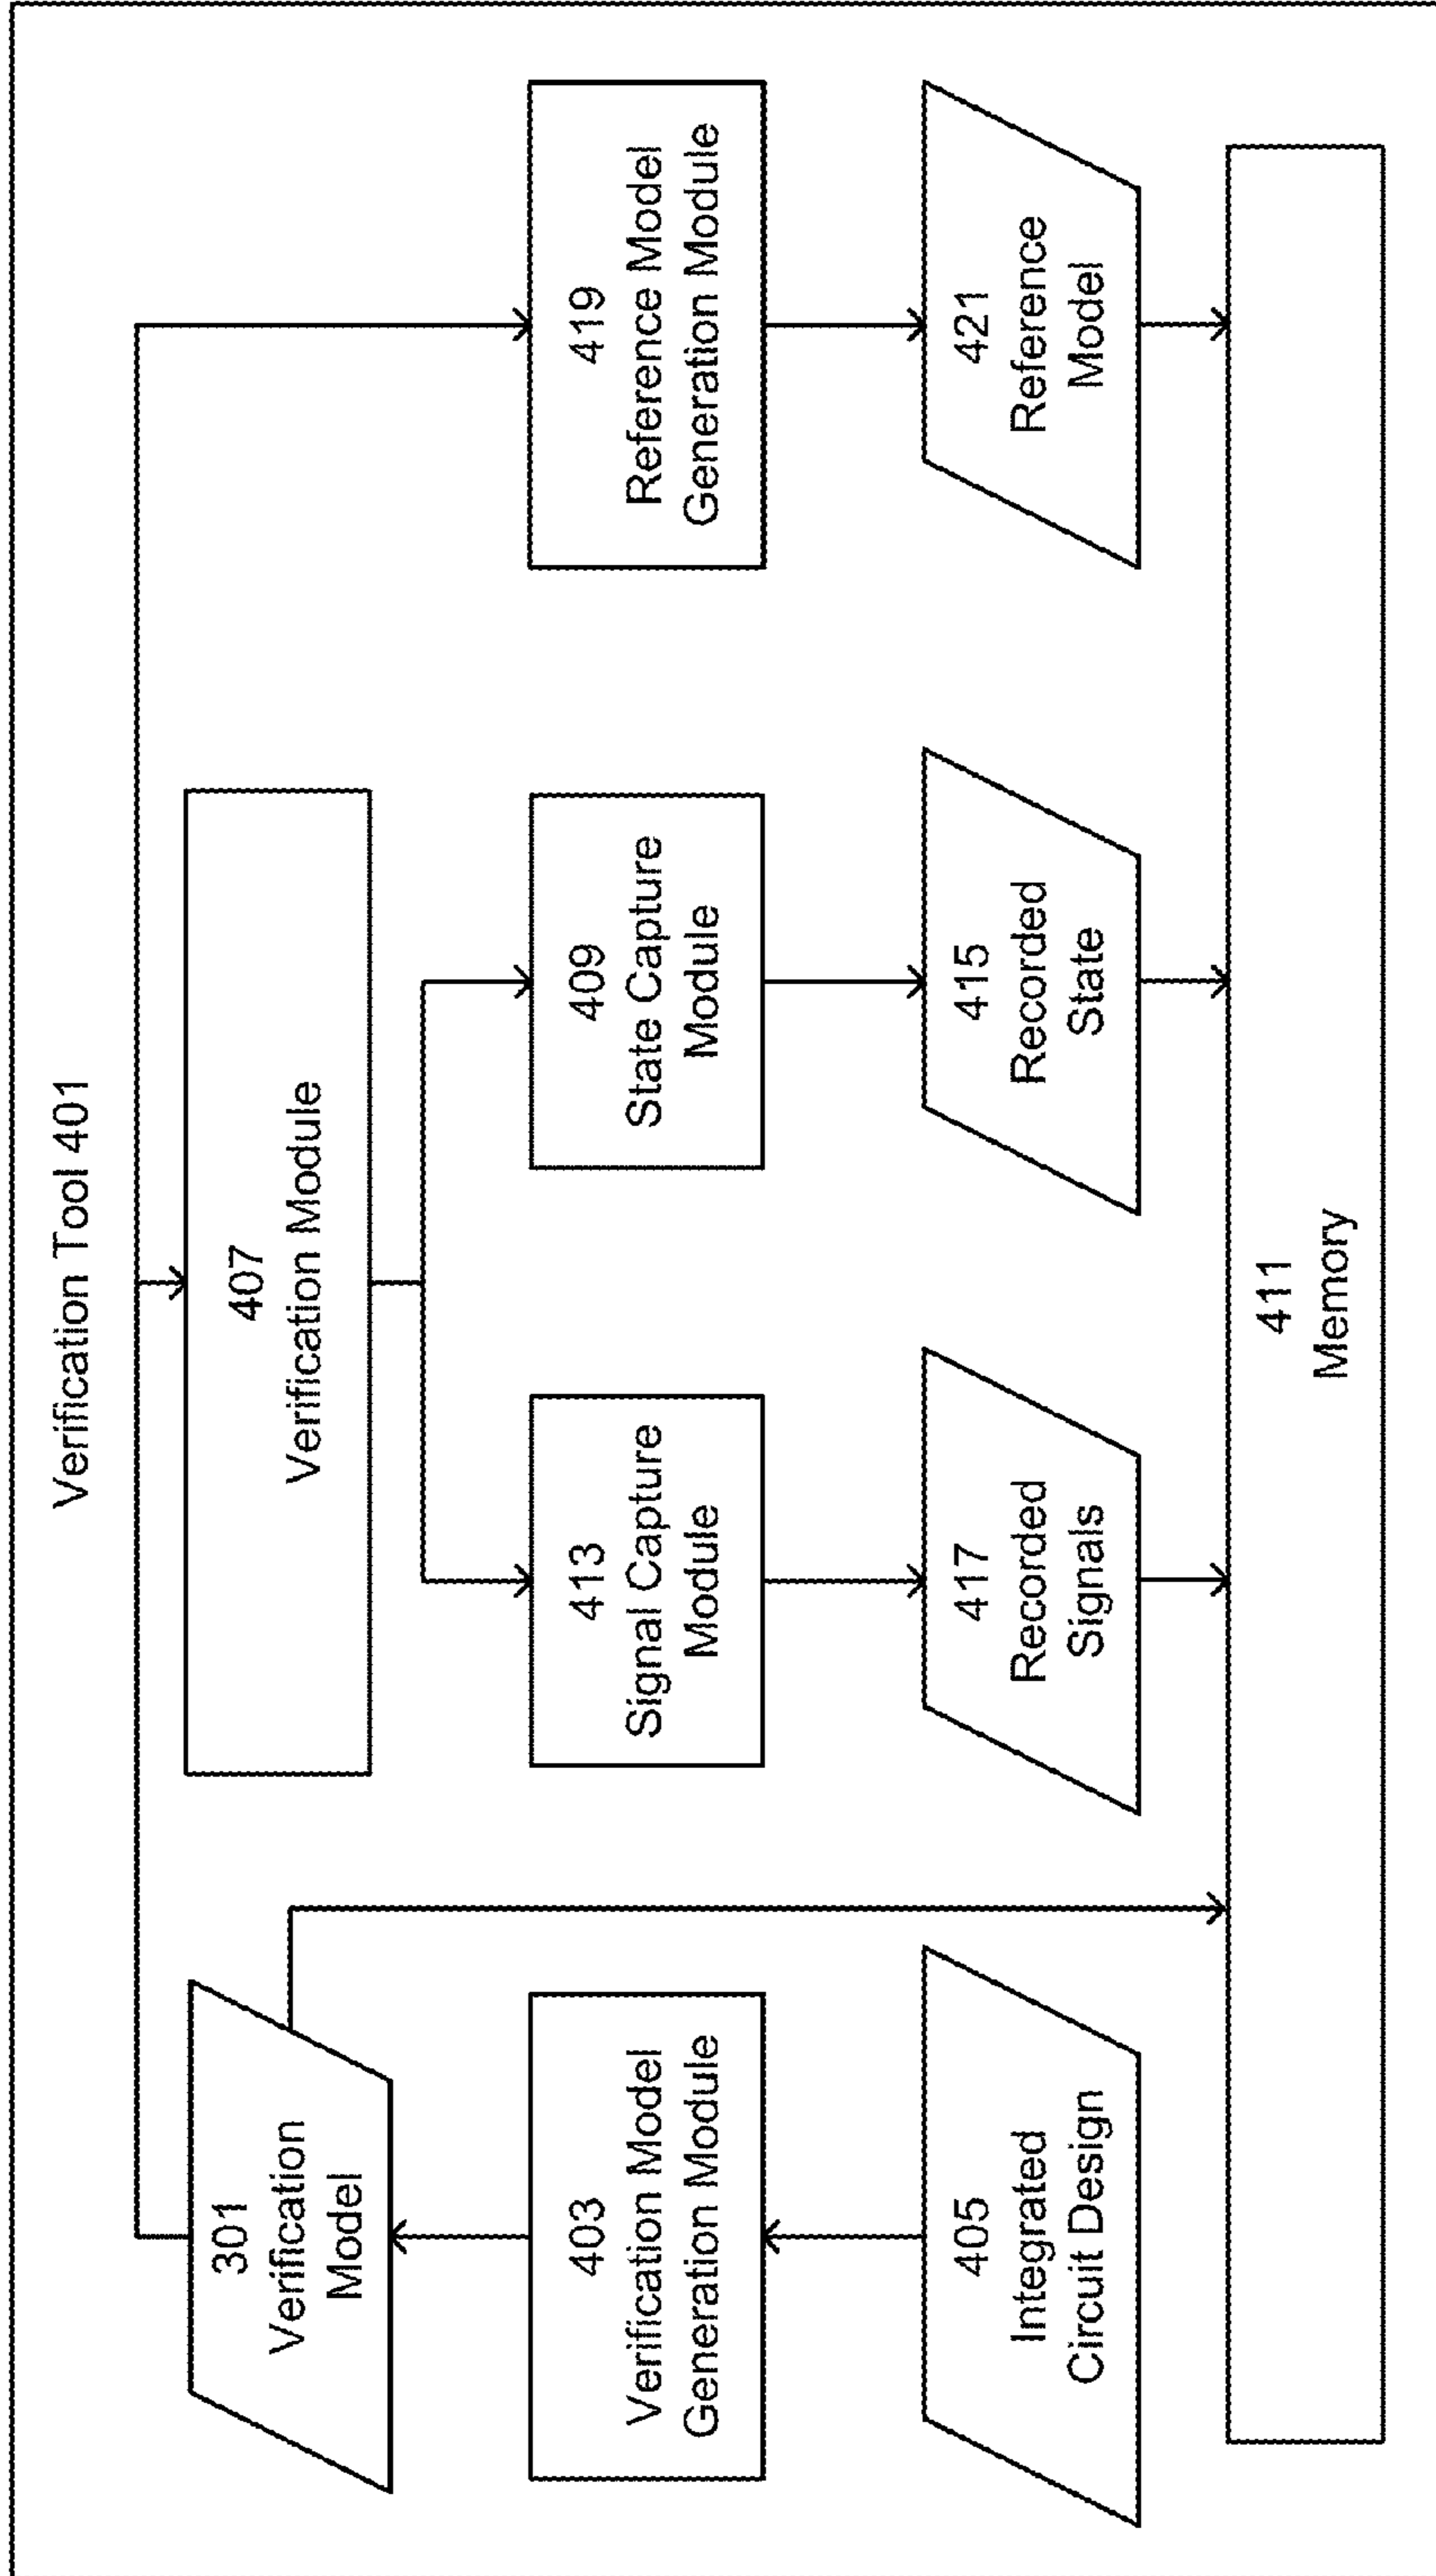 Verification Tool 401
301
Verification
Model
407
Verification Module
403
Verification Model
Generation Module
413
Signal Capture
Module
409
State Capture
Module
419
Reference Model
Generation Module
405
Integrated
Circuit Design
417
Recorded
Signals
415
Recorded
State
421
Reference
Model
411
Memory